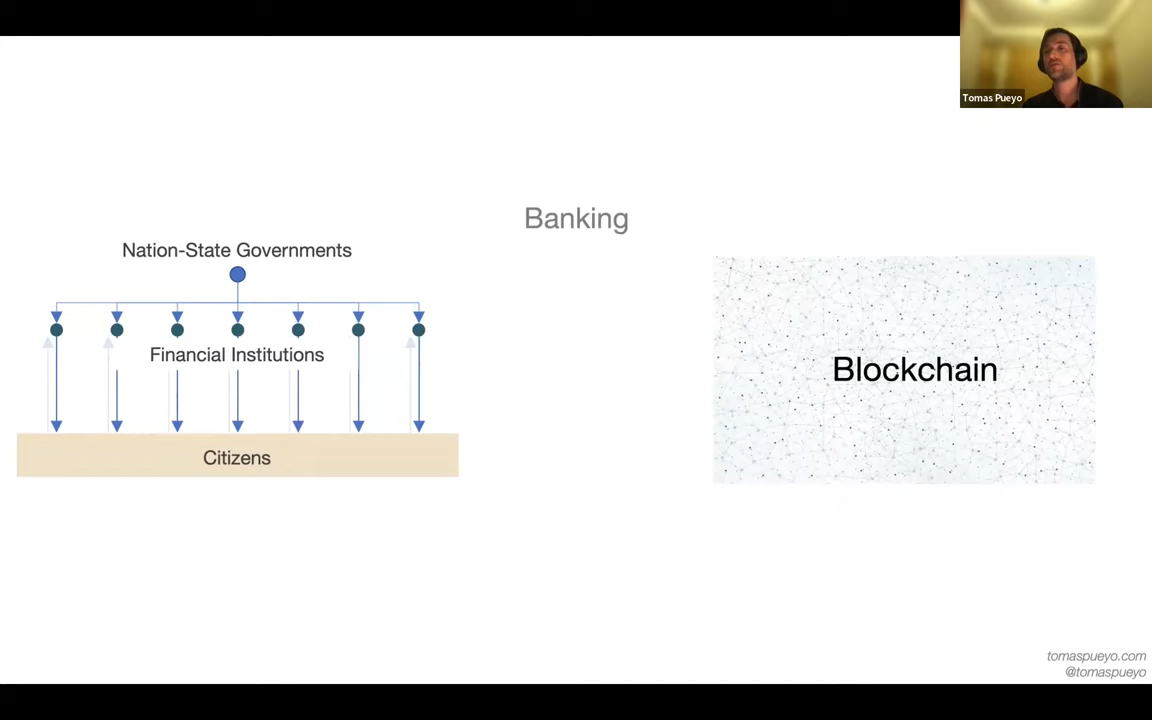 Tomas Pueyo
Banking
Nation-State Governments
Financial Institutions
Citizens
Blockchain
tomaspueyo.com
@tomaspueyo